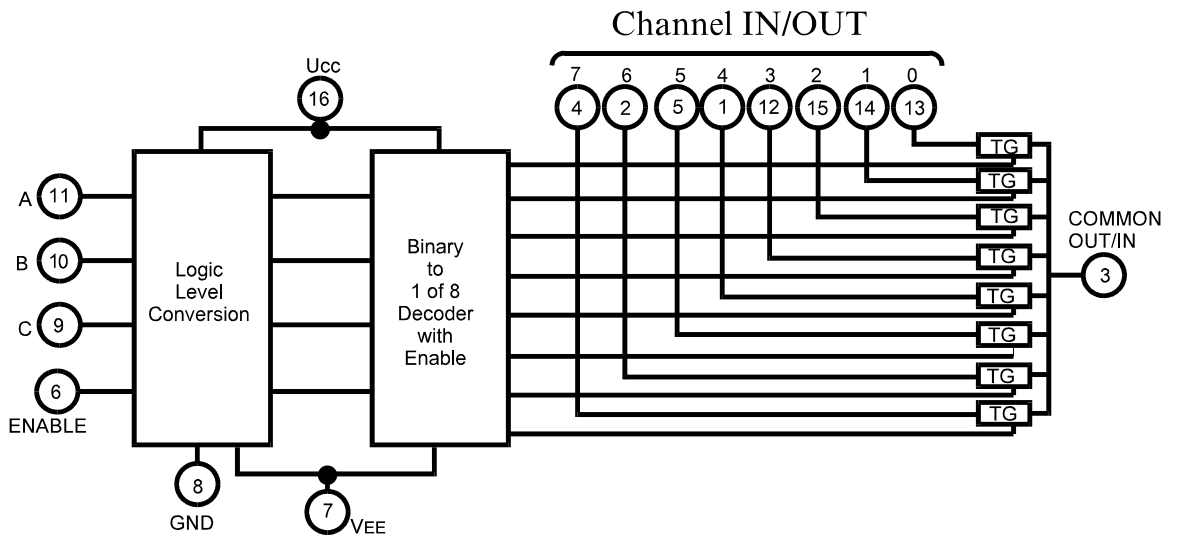 Channel IN/OUT
7 6 5 4 3 2 1 0
4 2 5 1 12 15 14 13
Ucc
16
A 11
B 10
C 9
6
ENABLE
Logic
Level
Conversion
Binary
to
1 of 8
Decoder
with
Enable
TG
TG
TG
TG
TG
TG
TG
TG
COMMON
OUT/IN
3
8
GND
7
VEE